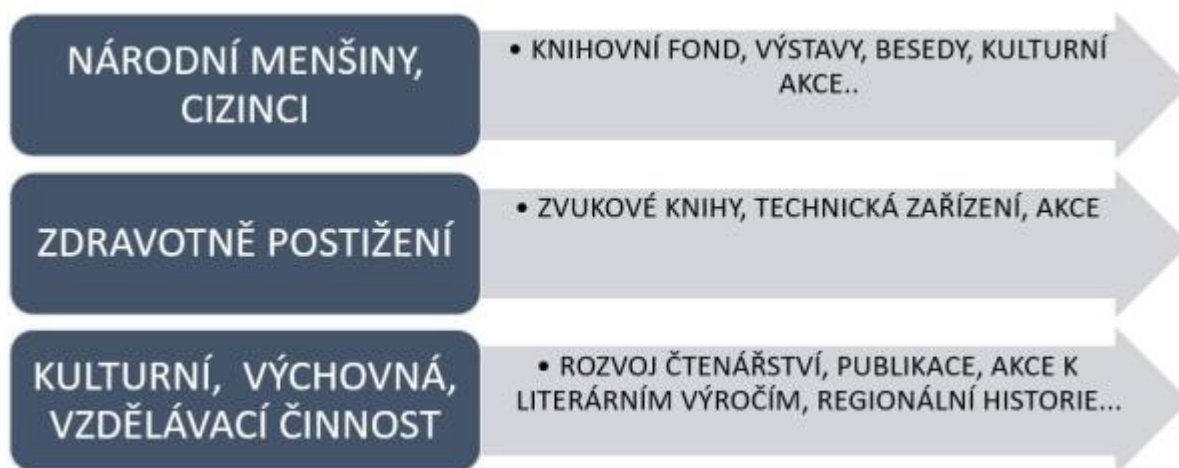 NÁRODNÍ MENŠINY,
CIZINCI
• KNIHOVNÍ FOND, VÝSTAVY, BESEDY, KULTURNÍ
AKCE..
ZDRAVOTNĚ POSTIŽENÍ
• ZVUKOVÉ KNIHY, TECHNICKÁ ZAŘÍZENÍ, AKCE
KULTURNÍ, VÝCHOVNÁ,
VZDĚLÁVACÍ ČINNOST
• ROZVOJ ČTENÁŘSTVÍ, PUBLIKACE, AKCE K
LITERÁRNÍM VÝROČÍM, REGIONÁLNÍ HISTORIE...